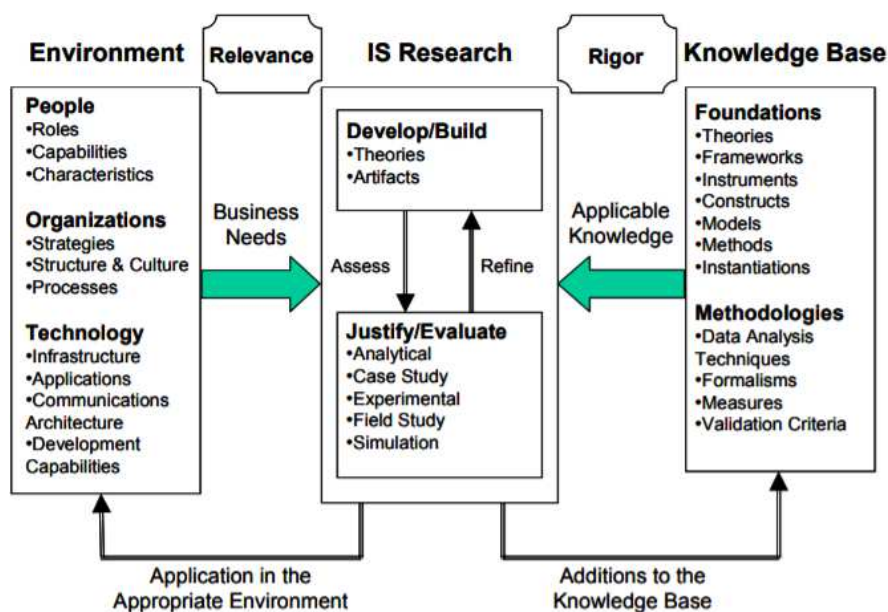 Environment
Relevance
IS Research
Rigor
Knowledge Base
People
•Roles
•Capabilities
•Characteristics
Organizations
•Strategies
•Structure & Culture
•Processes
Technology
•Infrastructure
•Applications
•Communications
Architecture
•Development
Capabilities
Business
Needs
Develop/Build
•Theories
•Artifacts
Assess
Refine
Justify/Evaluate
•Analytical
•Case Study
•Experimental
•Field Study
•Simulation
Applicable
Knowledge
Foundations
•Theories
•Frameworks
•Instruments
•Constructs
•Models
•Methods
•Instantiations
Methodologies
•Data Analysis
Techniques
•Formalisms
•Measures
•Validation Criteria
Application in the
Appropriate Environment
Additions to the
Knowledge Base